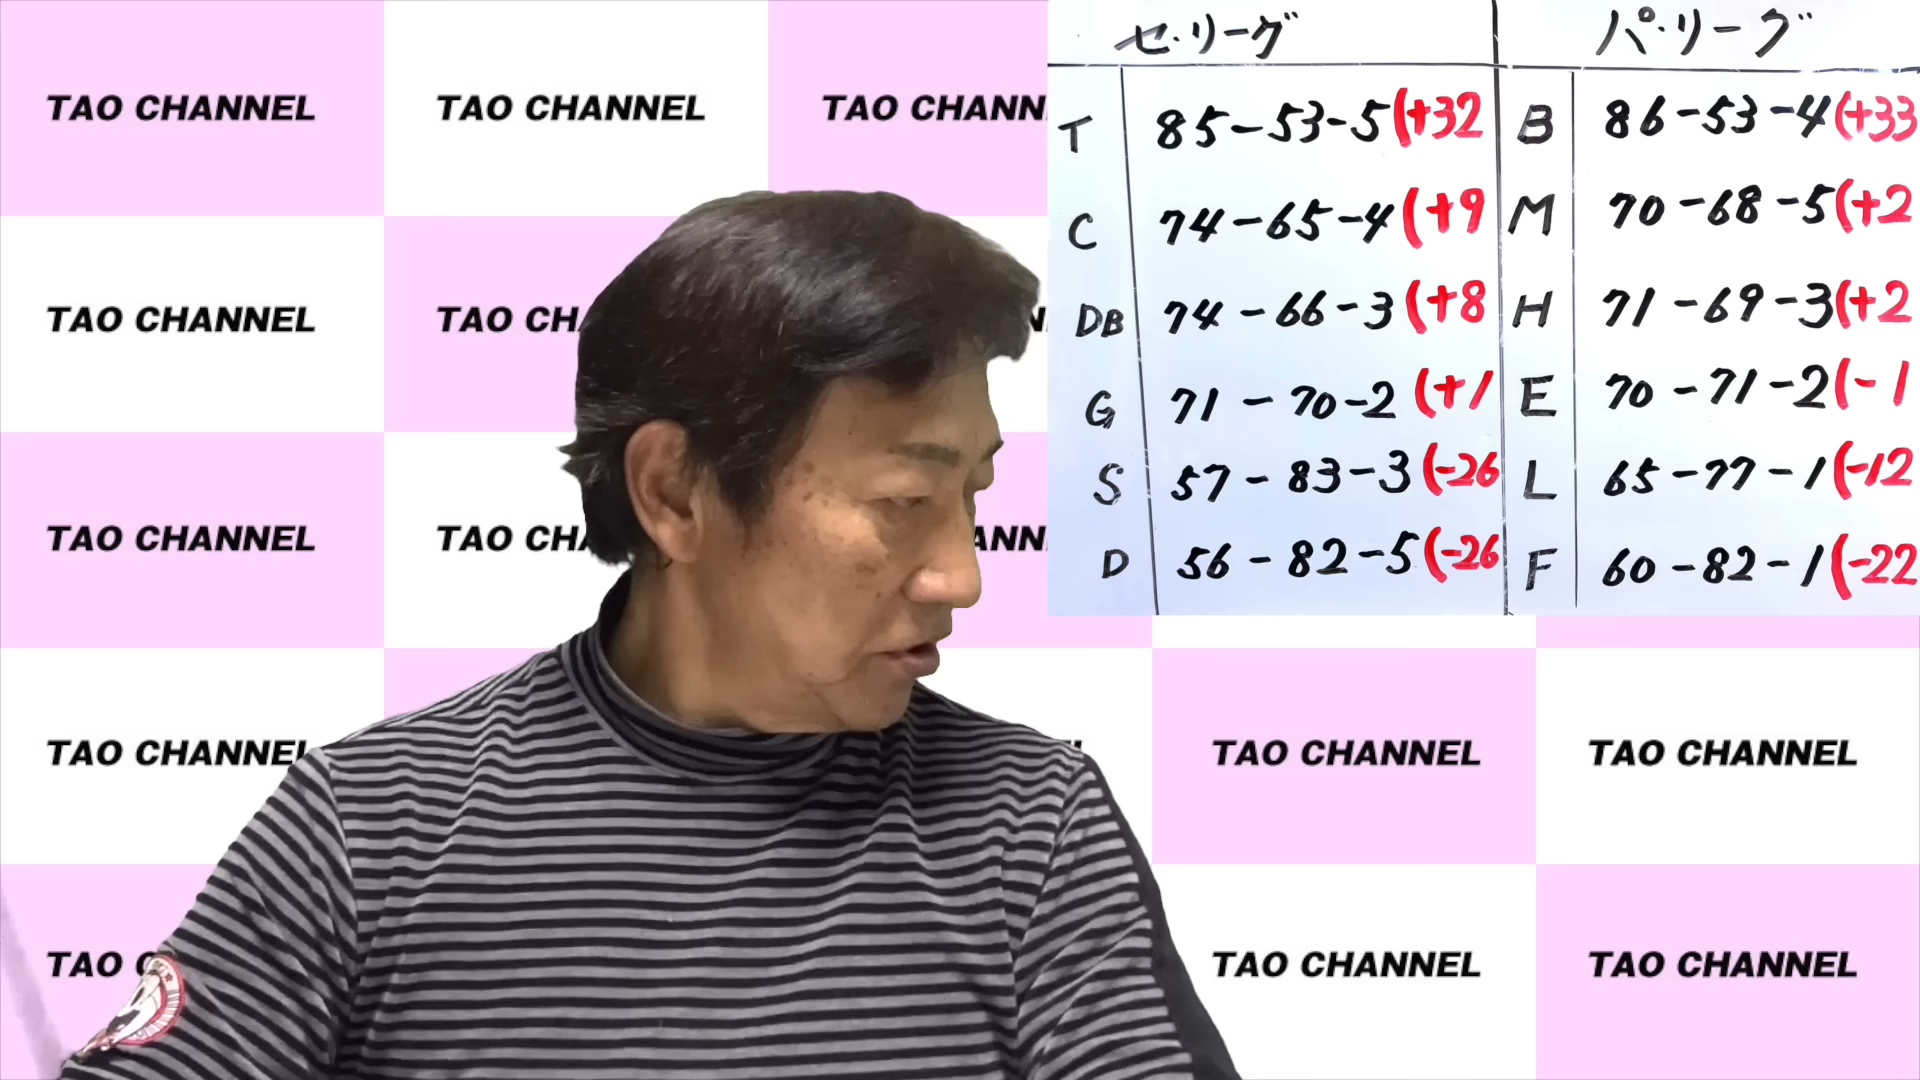 セ・リーグ パ・リーグ
T 85-53-5(+32 B 86-53-4(+33
C 74-65-4(+9 M 70-68-5(+2
DB 74-66-3(+8 H 71-69-3(+2
G 71-70-2(+1 E 70-71-2(-1
S 57-83-3(-26 L 65-77-1(-12
D 56-82-5(-26 F 60-82-1(-22
TAO CHANNEL TAO CHANNEL TAO CHANN
TAO CHANNEL TAO CH N
TAO CHANNEL TAO CH ANN
TAO CHANNEL TAO CHANNEL TAO CHANNEL
TAO C TAO CHANNEL TAO CHANNEL